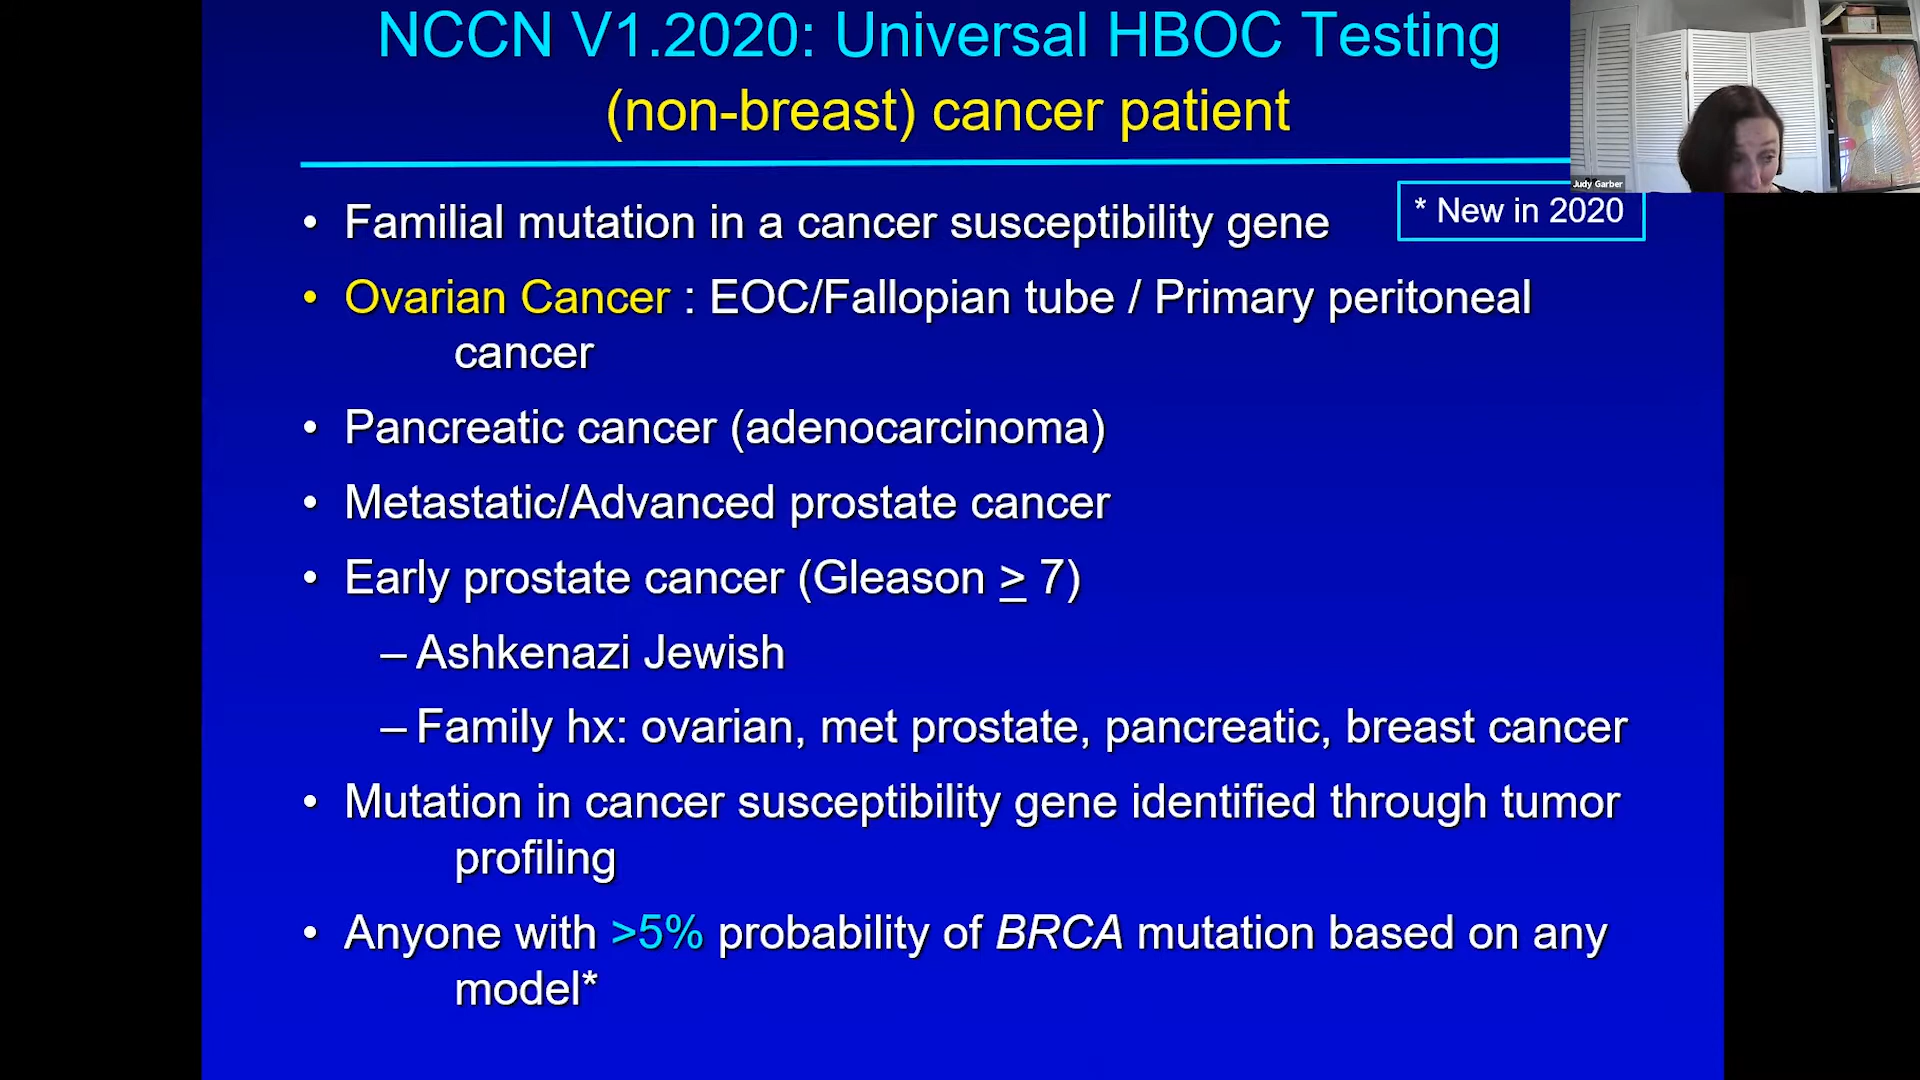 NCCN V1.2020: Universal HBOC Testing
(non-breast) cancer patient
Judy Garber
* New in 2020
• Familial mutation in a cancer susceptibility gene
• Ovarian Cancer : EOC/Fallopian tube / Primary peritoneal
cancer
• Pancreatic cancer (adenocarcinoma)
• Metastatic/Advanced prostate cancer
• Early prostate cancer (Gleason ≥ 7)
– Ashkenazi Jewish
– Family hx: ovarian, met prostate, pancreatic, breast cancer
• Mutation in cancer susceptibility gene identified through tumor
profiling
• Anyone with >5% probability of BRCA mutation based on any
model*